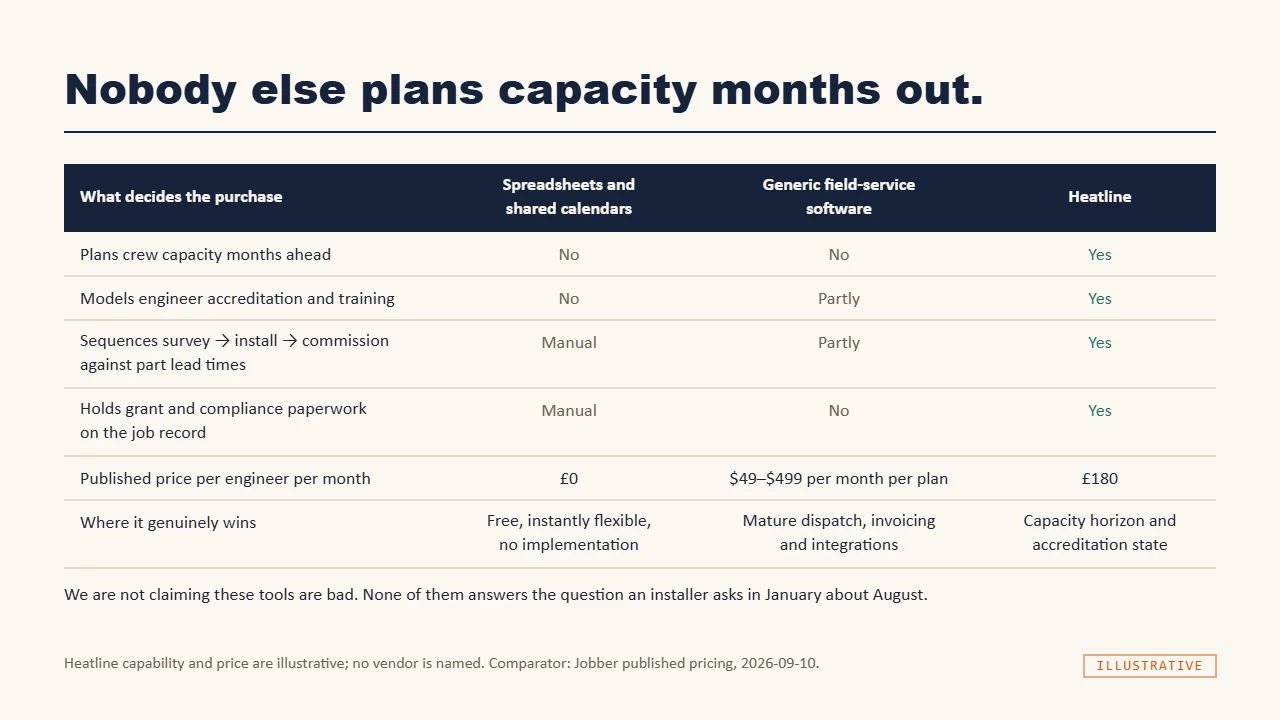 Nobody else plans capacity months out.
What decides the purchase
Spreadsheets and
shared calendars
Generic field-service
software
Heatline
Plans crew capacity months ahead
No
No
Yes
Models engineer accreditation and training
No
Partly
Yes
Sequences survey → install → commission
against part lead times
Manual
Partly
Yes
Holds grant and compliance paperwork
on the job record
Manual
No
Yes
Published price per engineer per month
£0
$49–$499 per month per plan
£180
Where it genuinely wins
Free, instantly flexible,
no implementation
Mature dispatch, invoicing
and integrations
Capacity horizon and
accreditation state
We are not claiming these tools are bad. None of them answers the question an installer asks in January about August.
Heatline capability and price are illustrative; no vendor is named. Comparator: Jobber published pricing, 2026-09-10.
ILLUSTRATIVE